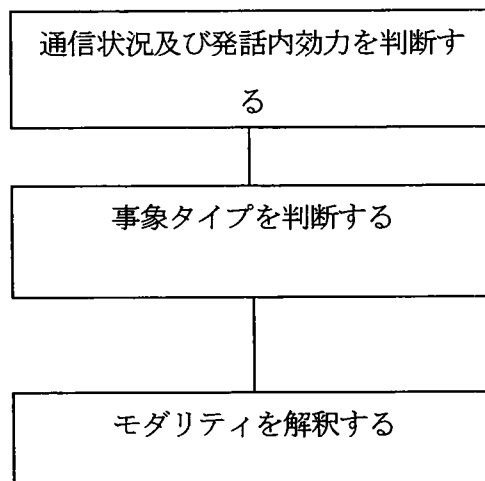 通信状況及び発話内効力を判断す
る
事象タイプを判断する
モダリティを解釈する